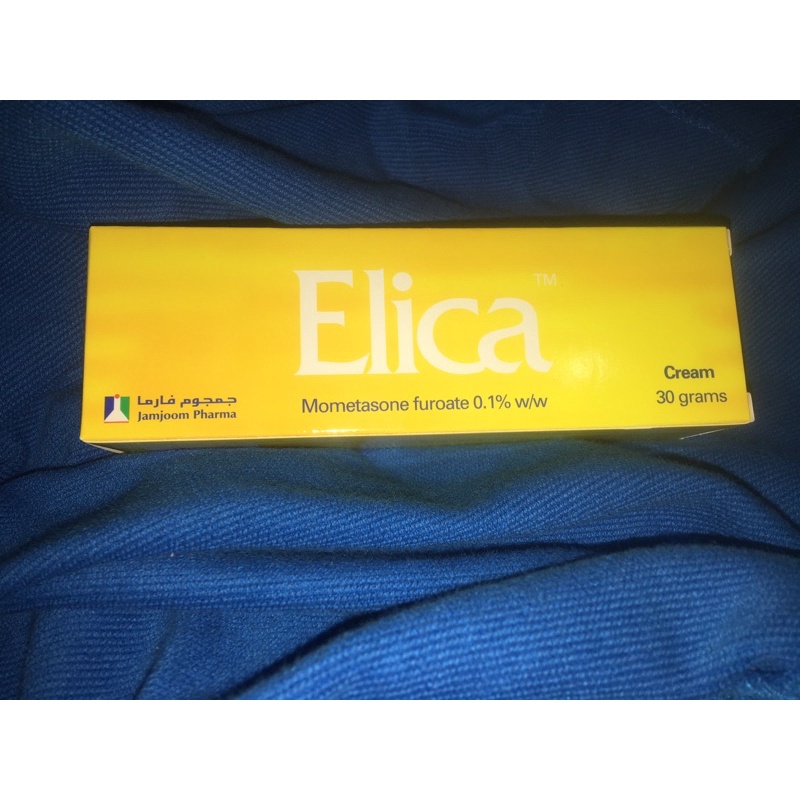 Elica™
Mometasone furoate 0.1% w/w
Cream
30 grams
جمجوم فارما
Jamjoom Pharma